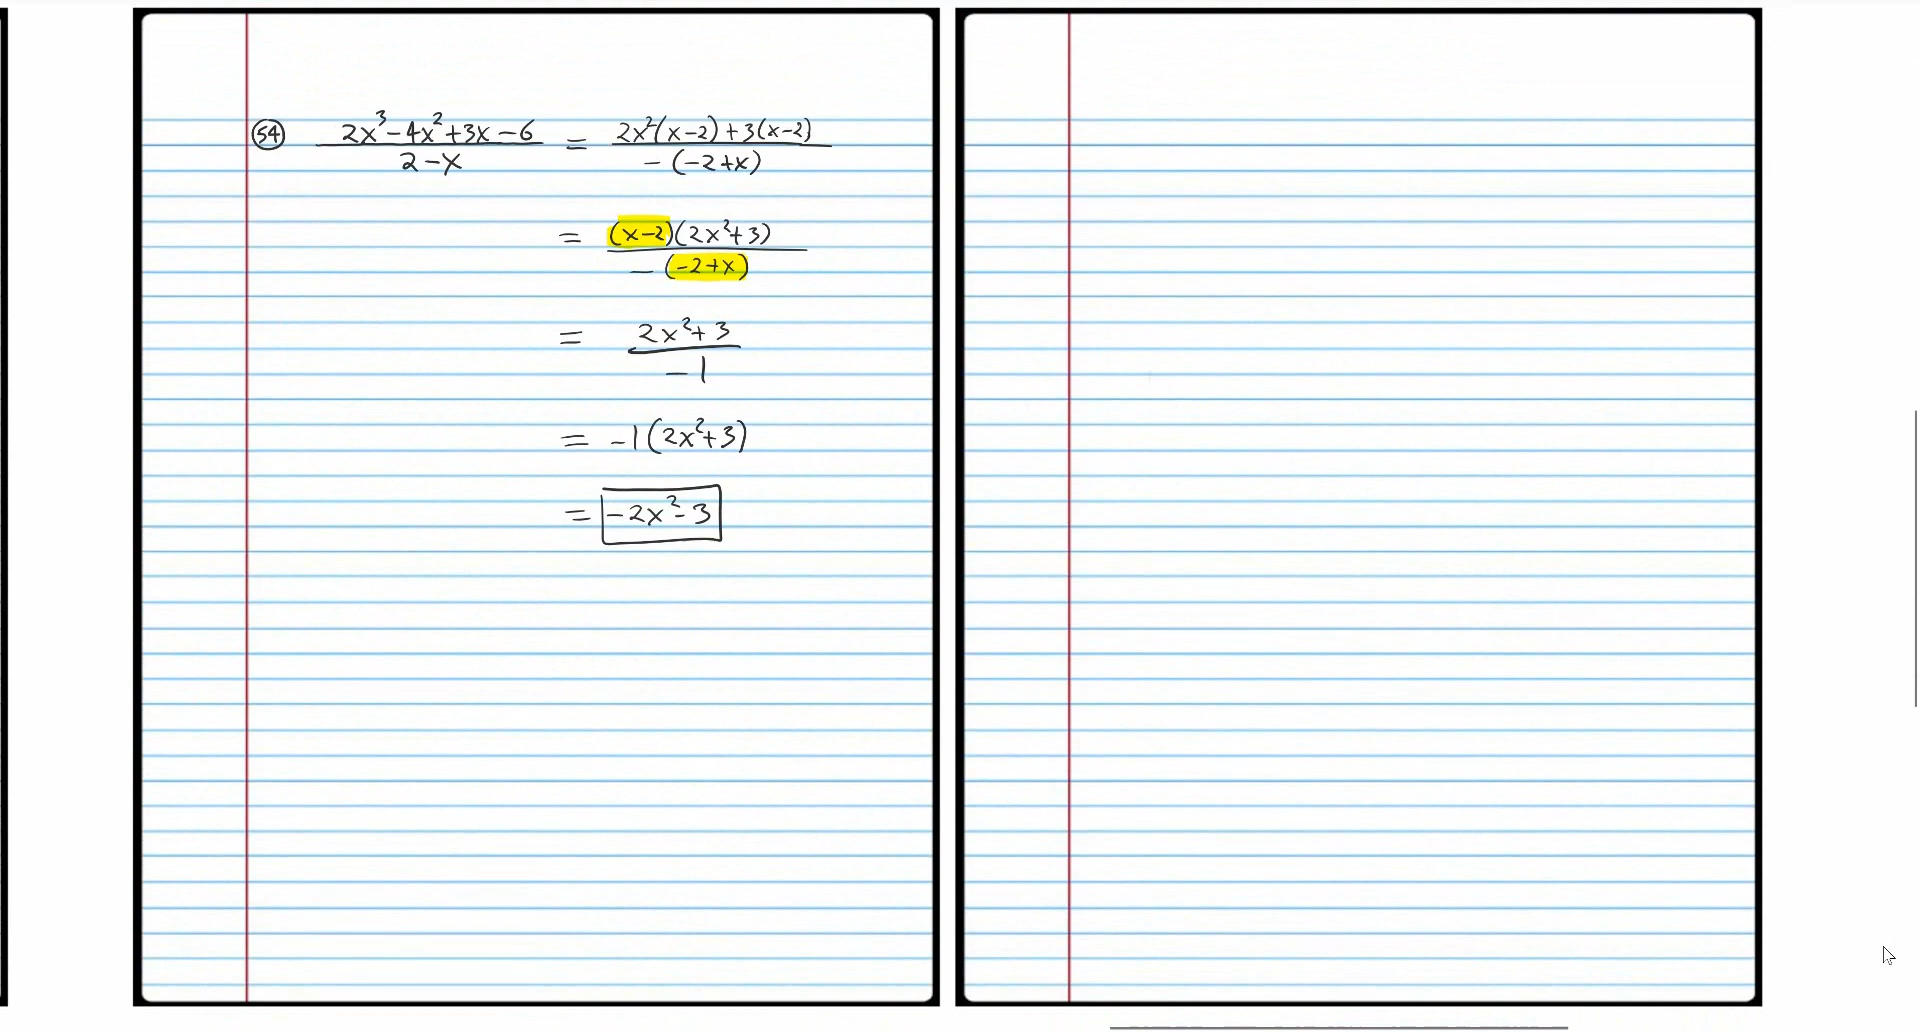 (54) (2x³-4x²+3x-6)/(2-x) = (2x²(x-2)+3(x-2))/(-(-2+x))
= ((x-2)(2x²+3))/(-(-2+x))
= (2x²+3)/(-1)
= -1(2x²+3)
= -2x²-3